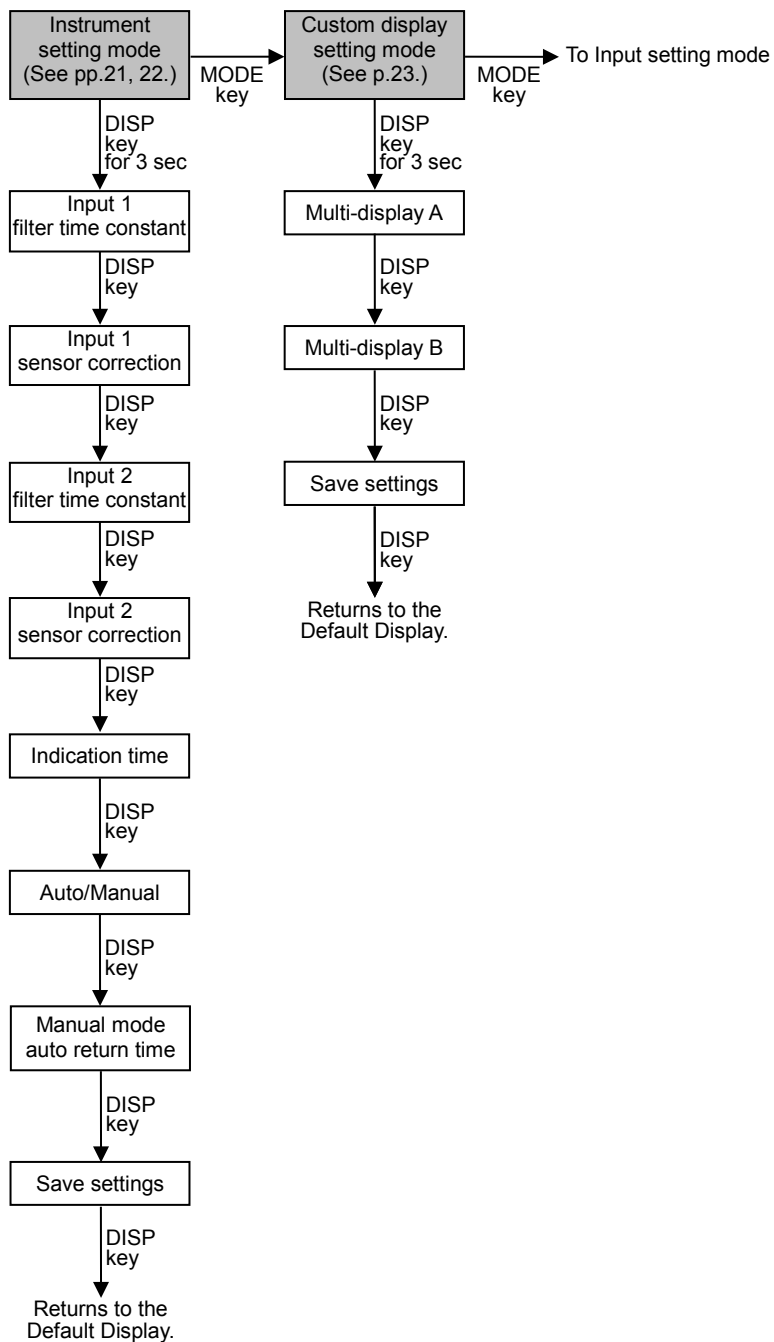 Instrument
setting mode
(See pp.21, 22.)
MODE
key
Custom display
setting mode
(See p.23.)
MODE
key
To Input setting mode
DISP
key
for 3 sec
Input 1
filter time constant
DISP
key
Input 1
sensor correction
DISP
key
Input 2
filter time constant
DISP
key
Input 2
sensor correction
DISP
key
Indication time
DISP
key
Auto/Manual
DISP
key
Manual mode
auto return time
DISP
key
Save settings
DISP
key
Returns to the
Default Display.
DISP
key
for 3 sec
Multi-display A
DISP
key
Multi-display B
DISP
key
Save settings
DISP
key
Returns to the
Default Display.